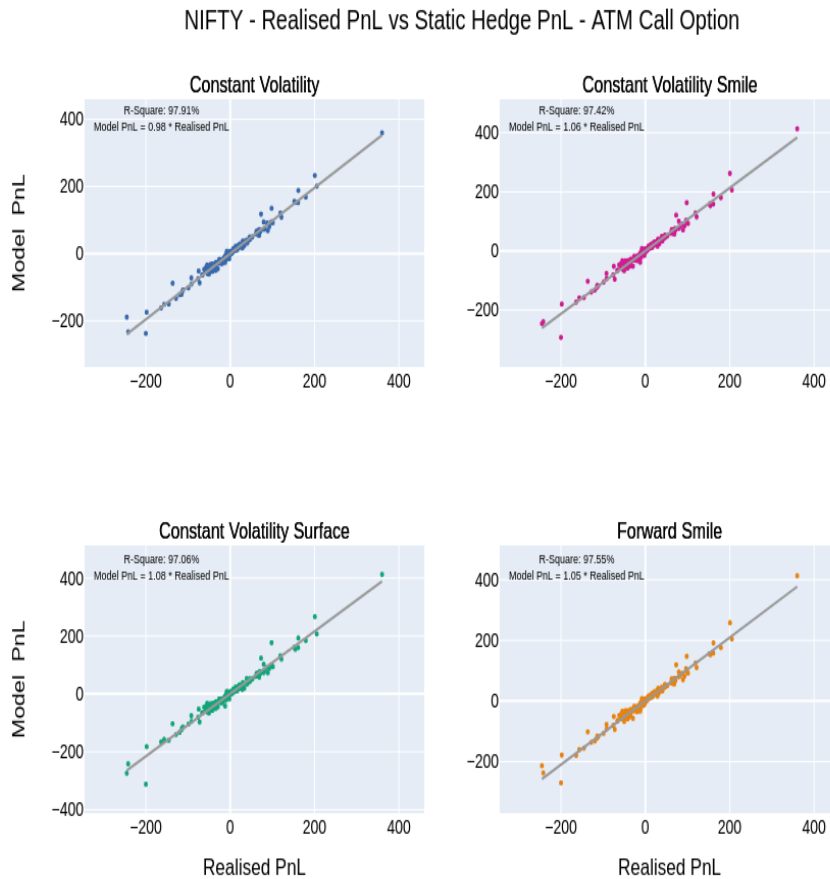 NIFTY - Realised PnL vs Static Hedge PnL - ATM Call Option
Constant Volatility
R-Square: 97.91%
Model PnL = 0.98 * Realised PnL
400
200
0
−200
Model PnL
−200 0 200 400
Constant Volatility Smile
R-Square: 97.42%
Model PnL = 1.06 * Realised PnL
400
200
0
−200
−200 0 200 400
Constant Volatility Surface
R-Square: 97.06%
Model PnL = 1.08 * Realised PnL
400
200
0
−200
−400
Model PnL
−200 0 200 400
Realised PnL
Forward Smile
R-Square: 97.55%
Model PnL = 1.05 * Realised PnL
400
200
0
−200
−200 0 200 400
Realised PnL